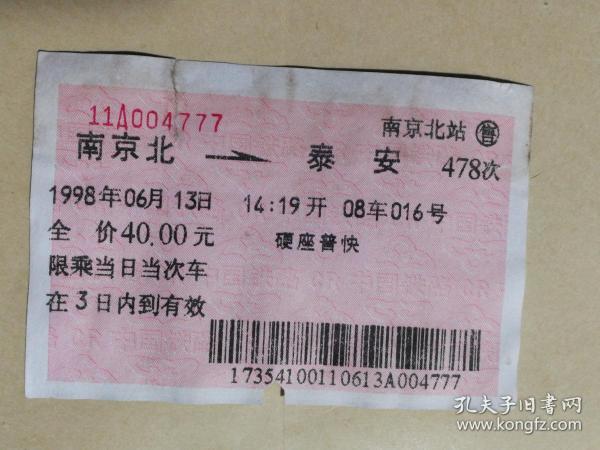 11A004777
南京北站 ㊞售
南京北 → 泰安 478次
1998年06月13日 14:19开 08车016号
全 价40.00元 硬座普快
限乘当日当次车
在3日内到有效
17354100110613A004777
孔夫子旧书网
www.kongfz.com